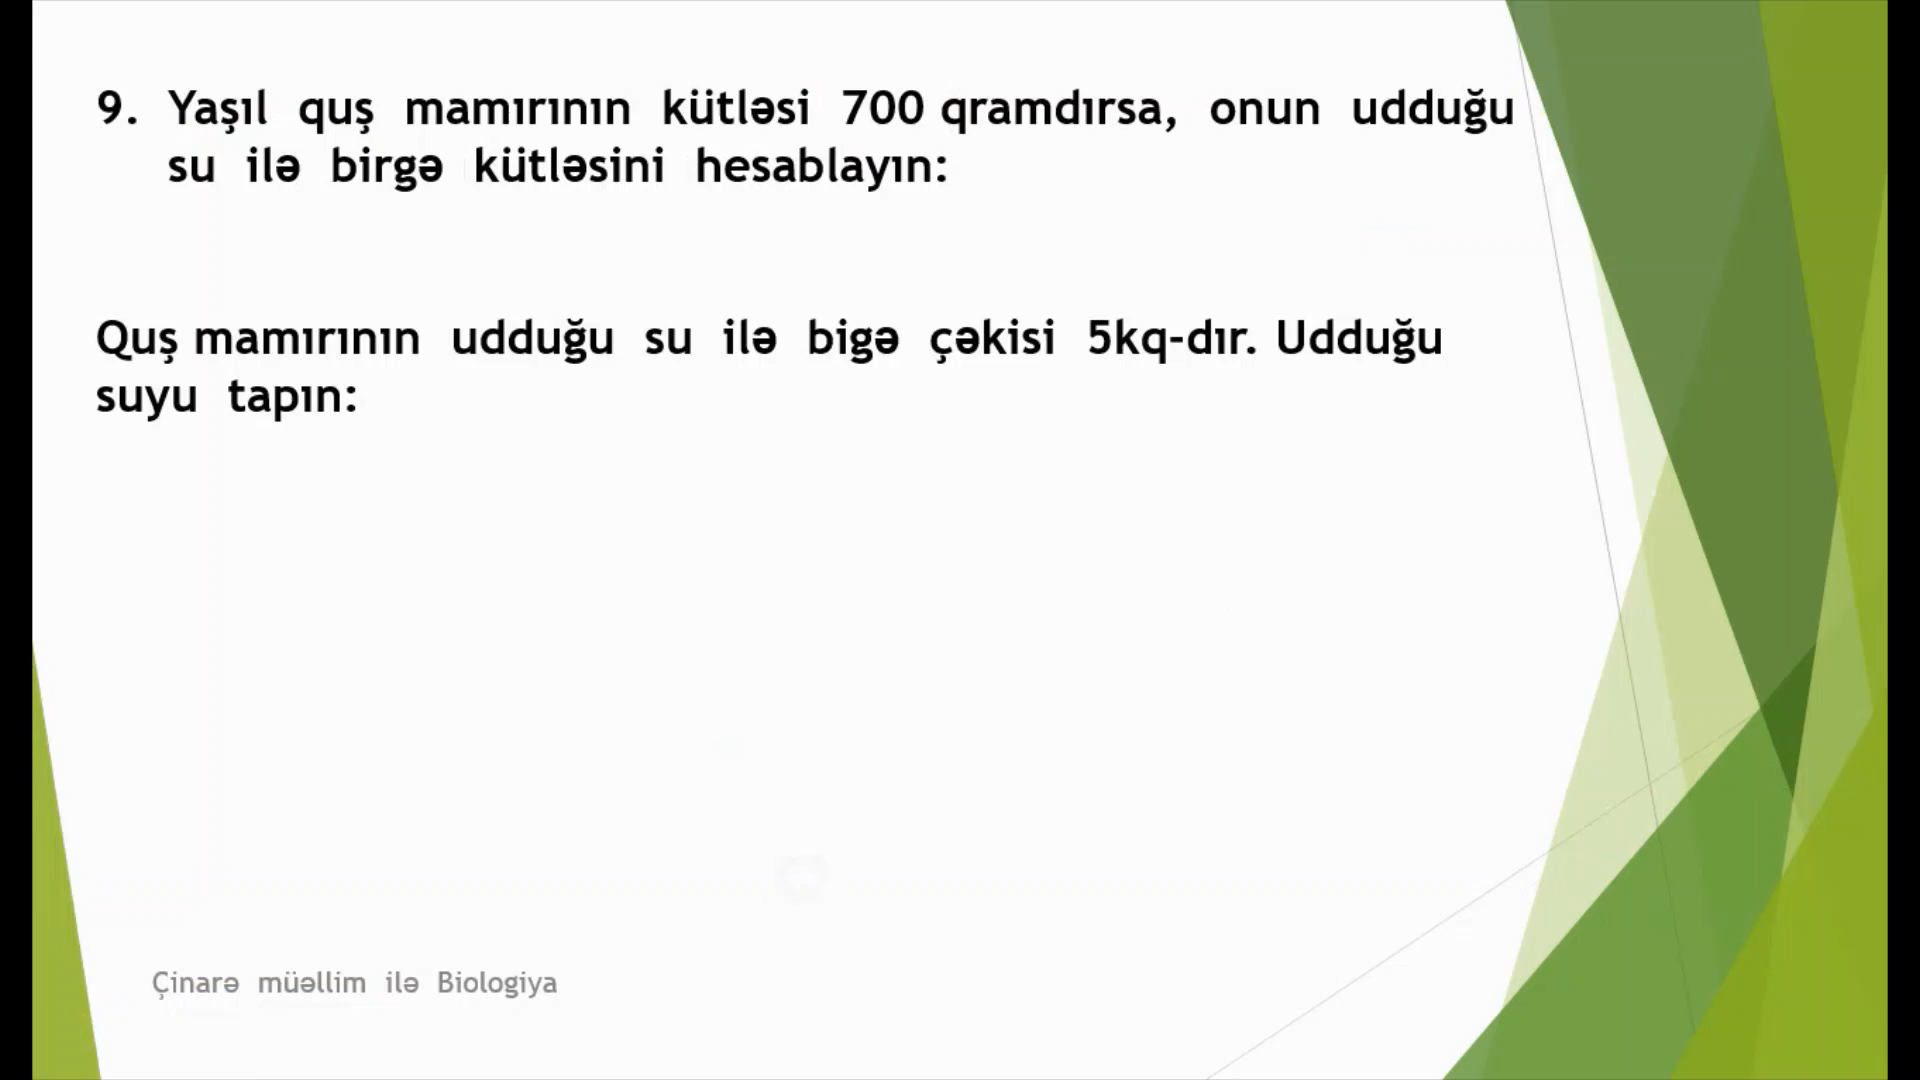 9. Yaşıl quş mamırının kütləsi 700 qramdırsa, onun udduğu
su ilə birgə kütləsini hesablayın:
Quş mamırının udduğu su ilə bigə çəkisi 5kq-dır. Udduğu
suyu tapın:
Çinarə müəllim ilə Biologiya